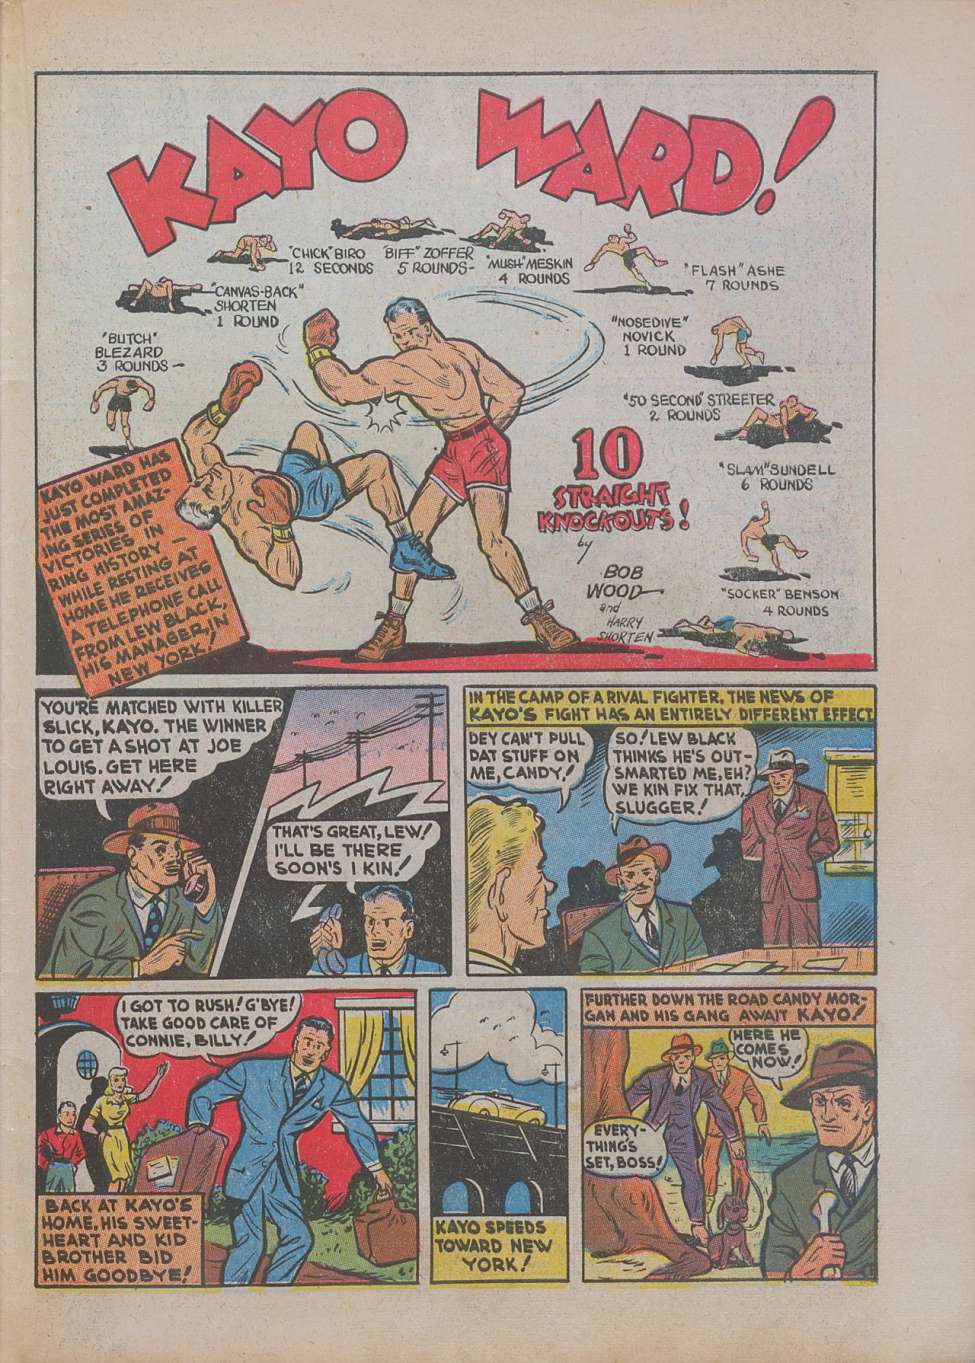 KAYO WARD!
"BUTCH"
BLEZARD
3 ROUNDS-
"CANVAS-BACK"
SHORTEN
1 ROUND
"CHICK" BIRO
12 SECONDS
BIFF" ZOFFER
5 ROUNDS-
"MUSH" MESKIN
4 ROUNDS
"FLASH" ASHE
7 ROUNDS
"NOSEDIVE"
NOVICK
1 ROUND
"50 SECOND" STREETER
2 ROUNDS
"SLAM" SUNDELL
6 ROUNDS
"SOCKER" BENSON
4 ROUNDS
10
STRAIGHT
KNOCKOUTS!
by
BOB
WOOD
and
HARRY
SHORTEN
KAYO WARD HAS
JUST COMPLETED
THE MOST AMAZ-
ING SERIES OF
VICTORIES IN
RING HISTORY -
WHILE RESTING AT
HOME HE RECEIVES
A TELEPHONE CALL
FROM LEW BLACK,
HIS MANAGER, IN
NEW YORK!
YOU'RE MATCHED WITH KILLER
SLICK, KAYO. THE WINNER
TO GET A SHOT AT JOE
LOUIS. GET HERE
RIGHT AWAY!
THAT'S GREAT, LEW!
I'LL BE THERE
SOON'S I KIN!
IN THE CAMP OF A RIVAL FIGHTER, THE NEWS OF
KAYO'S FIGHT HAS AN ENTIRELY DIFFERENT EFFECT
DEY CAN'T PULL
DAT STUFF ON
ME, CANDY!
SO! LEW BLACK
THINKS HE'S OUT-
SMARTED ME, EH?
WE KIN FIX THAT,
SLUGGER!
I GOT TO RUSH! G'BYE!
TAKE GOOD CARE OF
CONNIE, BILLY!
BACK AT KAYO'S
HOME, HIS SWEET-
HEART AND KID
BROTHER BID
HIM GOODBYE!
KAYO SPEEDS
TOWARD NEW
YORK!
FURTHER DOWN THE ROAD CANDY MOR-
GAN AND HIS GANG AWAIT KAYO!
HERE HE
COMES
NOW!
EVERY-
THING'S
SET, BOSS!